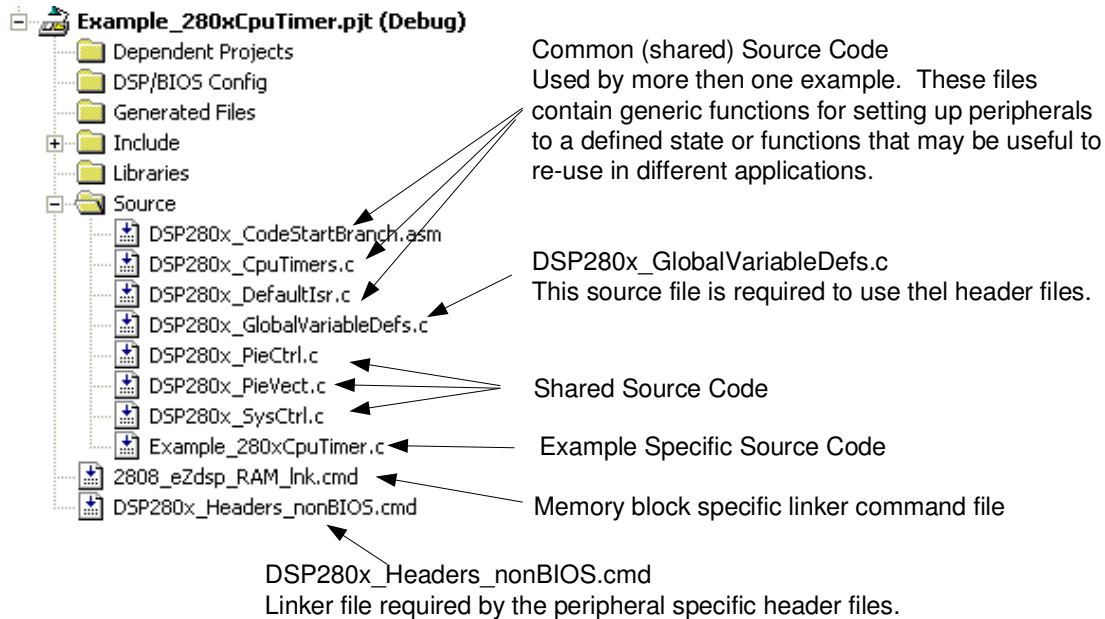 Example_280xCpuTimer.pjt (Debug)
Dependent Projects
DSP/BIOS Config
Generated Files
Include
Libraries
Source
DSP280x_CodeStartBranch.asm
DSP280x_CpuTimers.c
DSP280x_DefaultIsr.c
DSP280x_GlobalVariableDefs.c
DSP280x_PieCtrl.c
DSP280x_PieVect.c
DSP280x_SysCtrl.c
Example_280xCpuTimer.c
2808_eZdsp_RAM_lnk.cmd
DSP280x_Headers_nonBIOS.cmd
Common (shared) Source Code
Used by more then one example. These files
contain generic functions for setting up peripherals
to a defined state or functions that may be useful to
re-use in different applications.
DSP280x_GlobalVariableDefs.c
This source file is required to use thel header files.
Shared Source Code
Example Specific Source Code
Memory block specific linker command file
DSP280x_Headers_nonBIOS.cmd
Linker file required by the peripheral specific header files.